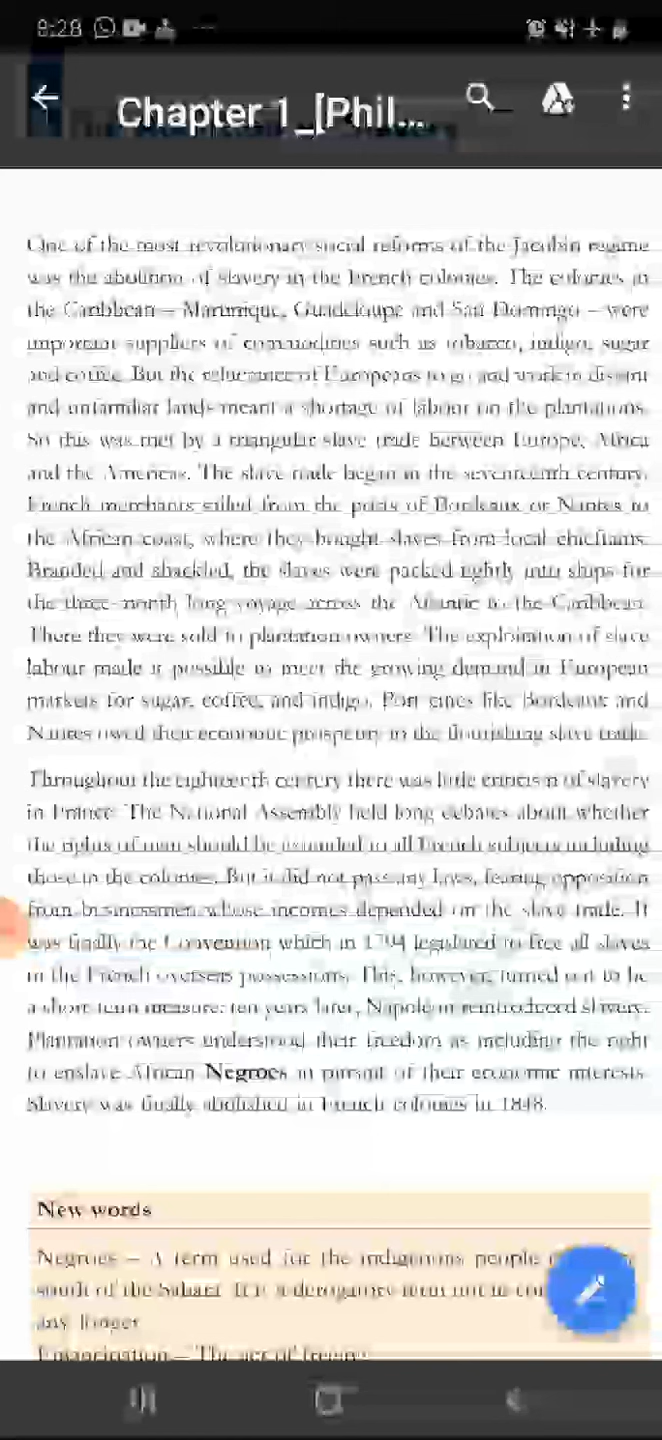 8:28
Chapter 1_[Phil...
One of the most revolutionary social reforms of the Jacobin regime
was the abolition of slavery in the French colonies. The colonies in
the Caribbean – Martinique, Guadeloupe and San Domingo – were
important suppliers of commodities such as tobacco, indigo, sugar
and coffee. But the reluctance of Europeans to go and work in distant
and unfamiliar lands meant a shortage of labour on the plantations.
So this was met by a triangular slave trade between Europe, Africa
and the Americas. The slave trade began in the seventeenth century.
French merchants sailed from the ports of Bordeaux or Nantes to
the African coast, where they bought slaves from local chieftains.
Branded and shackled, the slaves were packed tightly into ships for
the three-month long voyage across the Atlantic to the Caribbean.
There they were sold to plantation owners. The exploitation of slave
labour made it possible to meet the growing demand in European
markets for sugar, coffee, and indigo. Port cities like Bordeaux and
Nantes owed their economic prosperity to the flourishing slave trade.
Throughout the eighteenth century there was little criticism of slavery
in France. The National Assembly held long debates about whether
the rights of man should be extended to all French subjects including
those in the colonies. But it did not pass any laws, fearing opposition
from businessmen whose incomes depended on the slave trade. It
was finally the Convention which in 1794 legislated to free all slaves
in the French overseas possessions. This, however, turned out to be
a short-term measure: ten years later, Napoleon reintroduced slavery.
Plantation owners understood their freedom as including the right
to enslave African Negroes in pursuit of their economic interests.
Slavery was finally abolished in French colonies in 1848.
New words
Negroes – A term used for the indigenous people
south of the Sahara. It is a derogatory term not in
any longer
Emancipation – The act of freeing